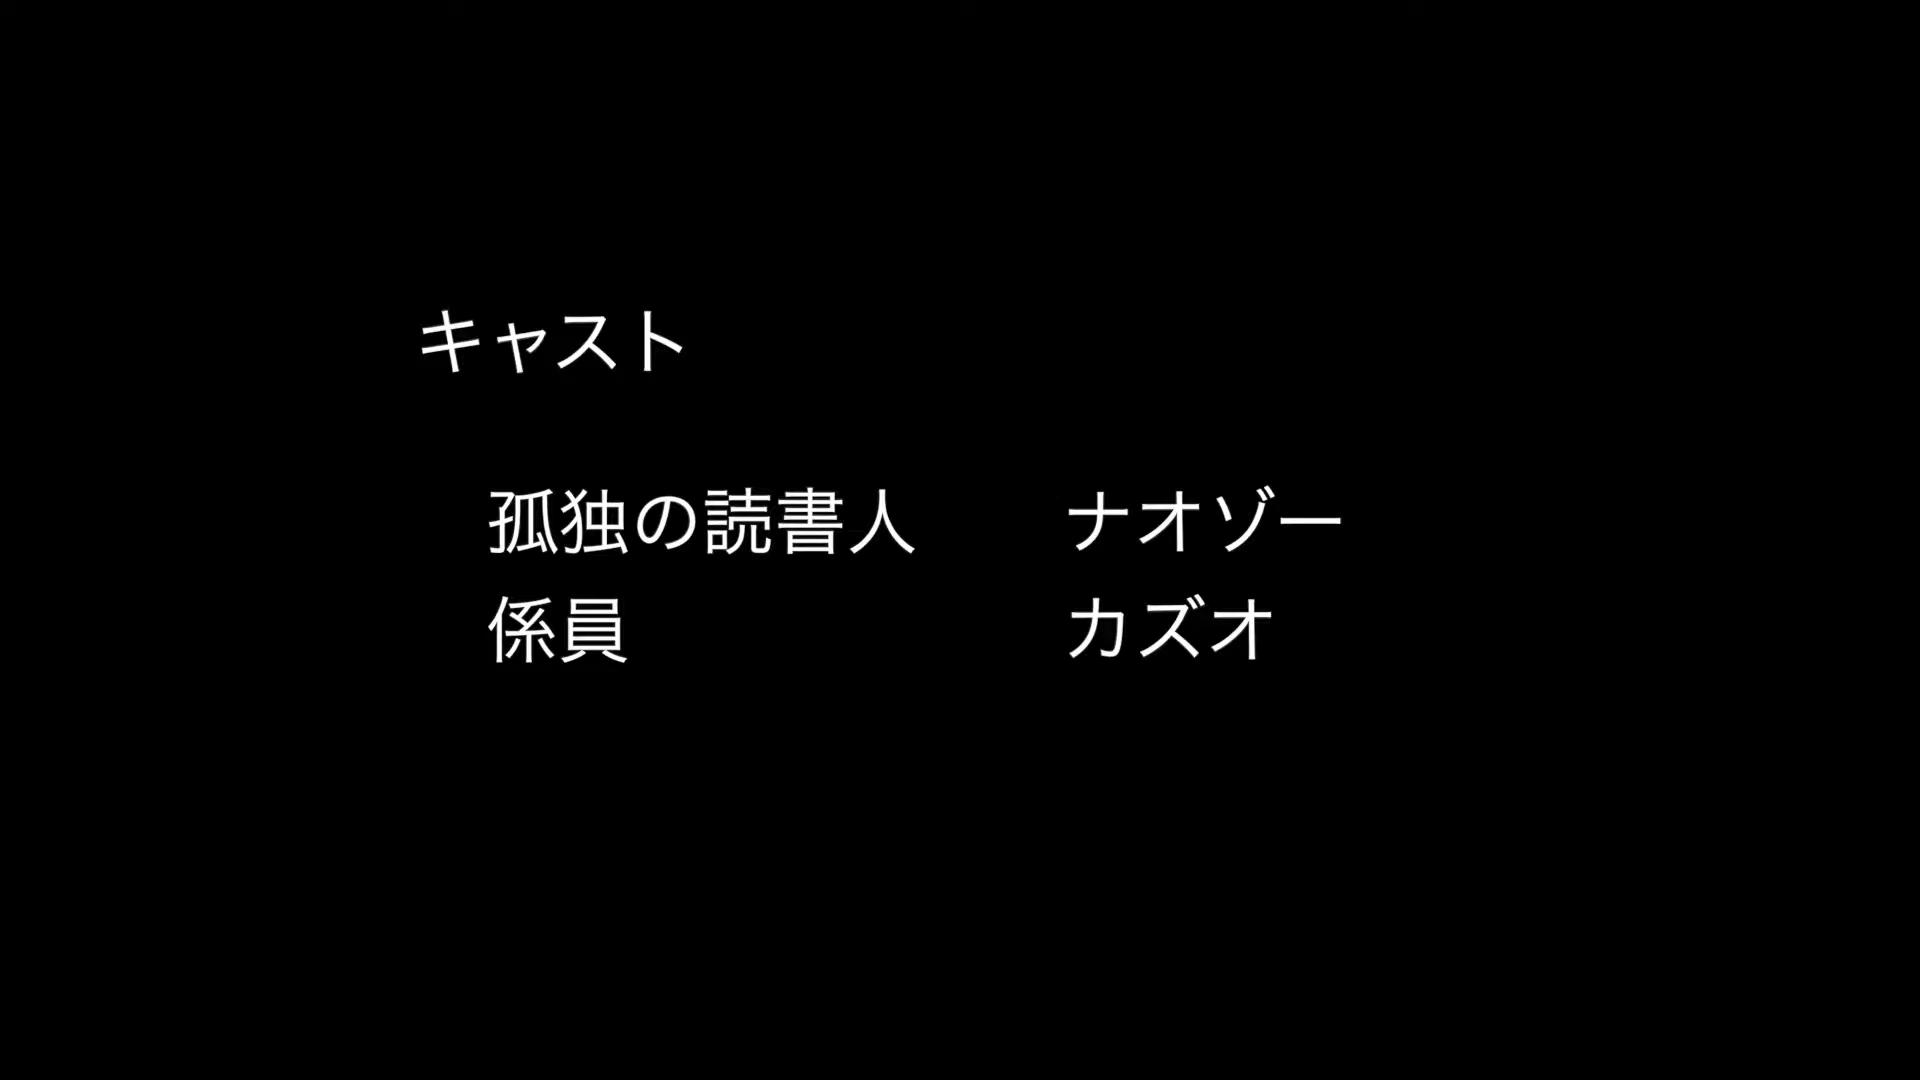 キャスト
孤独の読書人 ナオゾー
係員 カズオ